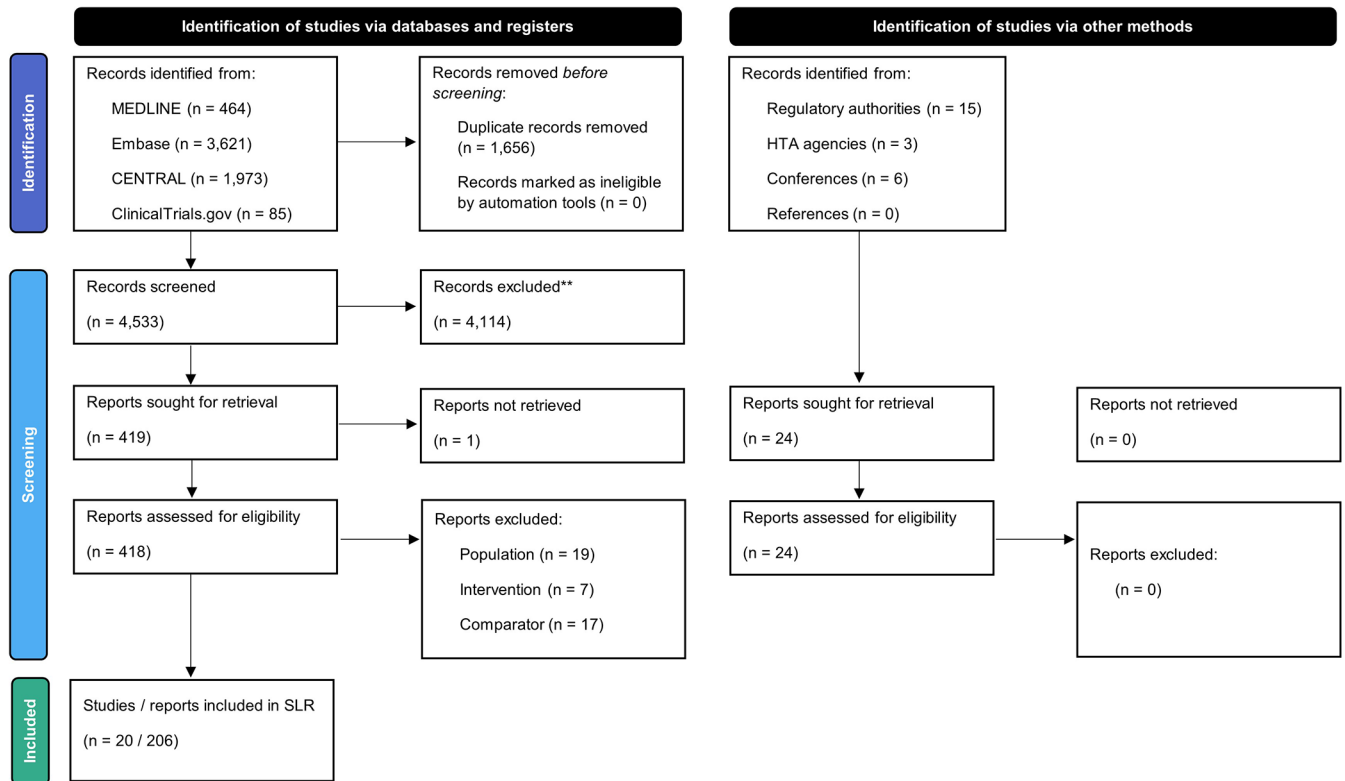 Identification of studies via databases and registers
Identification of studies via other methods
Identification
Records identified from:
MEDLINE (n = 464)
Embase (n = 3,621)
CENTRAL (n = 1,973)
ClinicalTrials.gov (n = 85)
Records removed before
screening:
Duplicate records removed
(n = 1,656)
Records marked as ineligible
by automation tools (n = 0)
Records identified from:
Regulatory authorities (n = 15)
HTA agencies (n = 3)
Conferences (n = 6)
References (n = 0)
Screening
Records screened
(n = 4,533)
Records excluded**
(n = 4,114)
Reports sought for retrieval
(n = 419)
Reports not retrieved
(n = 1)
Reports sought for retrieval
(n = 24)
Reports not retrieved
(n = 0)
Reports assessed for eligibility
(n = 418)
Reports excluded:
Population (n = 19)
Intervention (n = 7)
Comparator (n = 17)
Reports assessed for eligibility
(n = 24)
Reports excluded:
(n = 0)
Included
Studies / reports included in SLR
(n = 20 / 206)